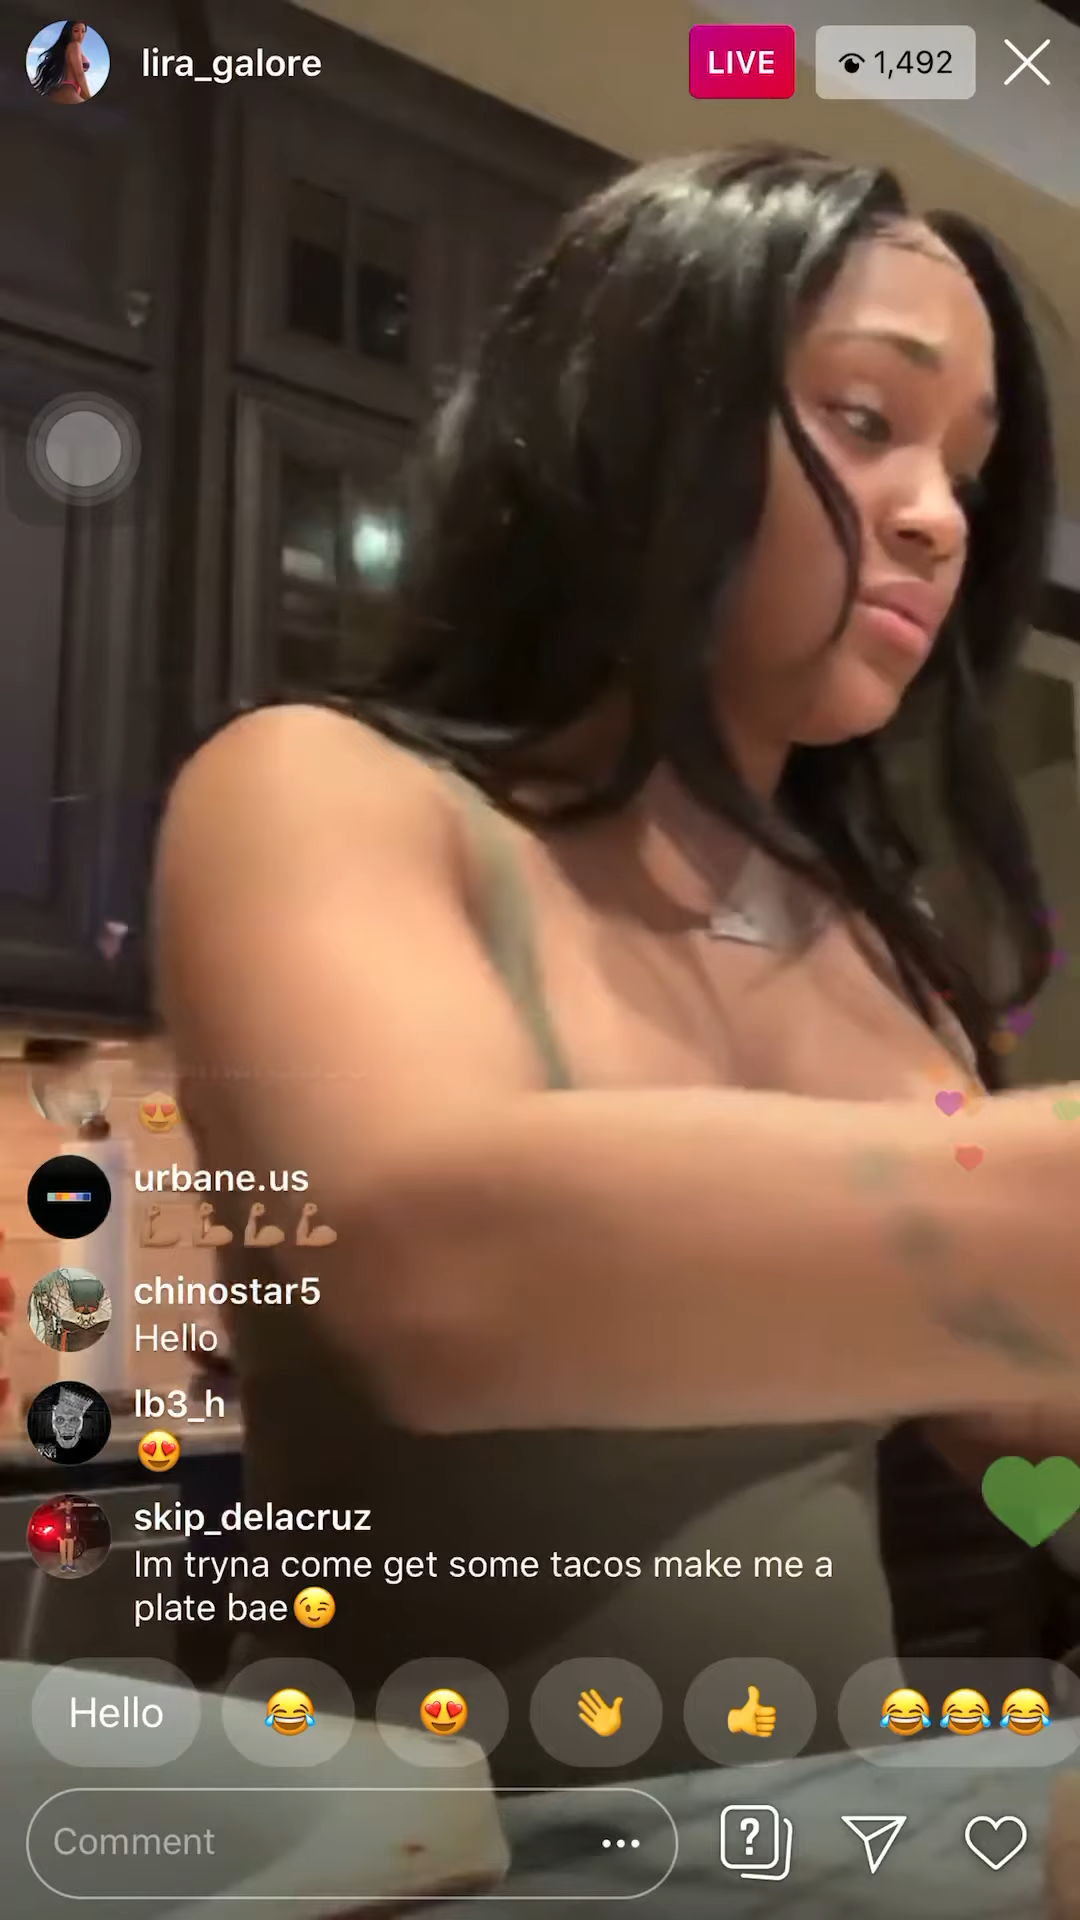 lira_galore
LIVE
1,492
urbane.us
💪🏽💪🏽💪🏽💪🏽
chinostar5
Hello
lb3_h
😍
skip_delacruz
Im tryna come get some tacos make me a
plate bae😉
Hello
Comment